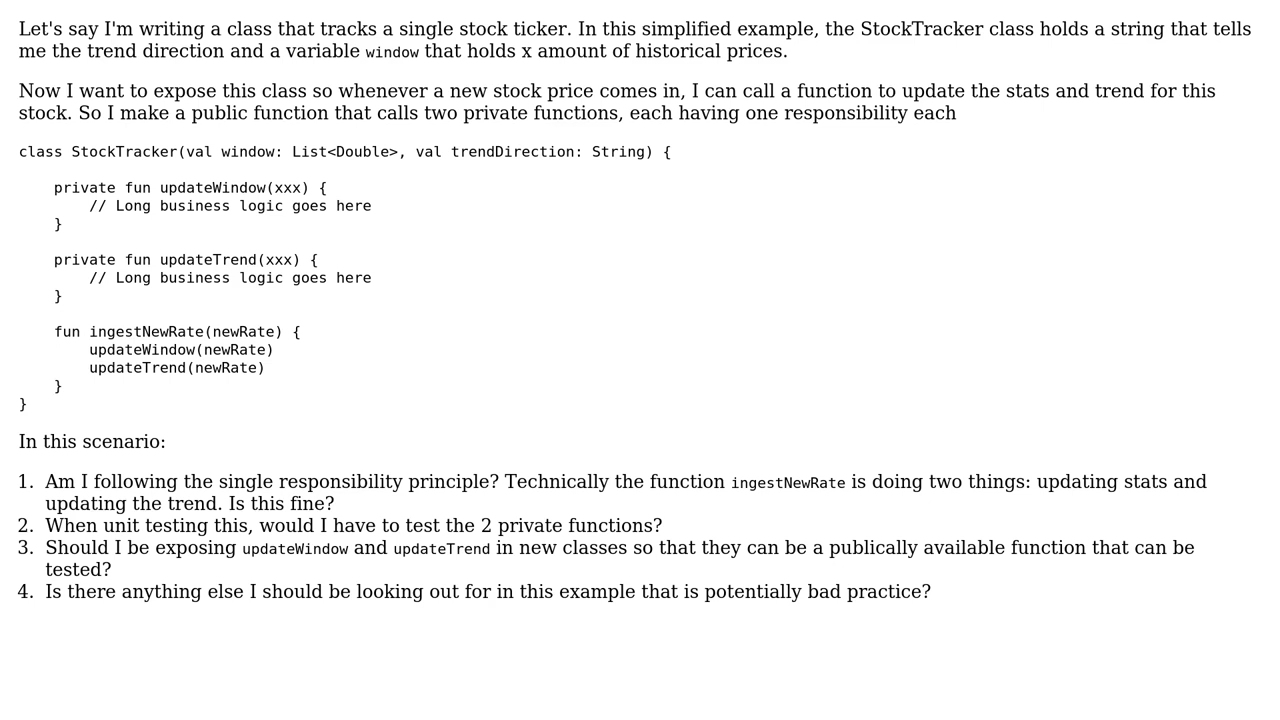 Let's say I'm writing a class that tracks a single stock ticker. In this simplified example, the StockTracker class holds a string that tells
me the trend direction and a variable window that holds x amount of historical prices.
Now I want to expose this class so whenever a new stock price comes in, I can call a function to update the stats and trend for this
stock. So I make a public function that calls two private functions, each having one responsibility each
class StockTracker(val window: List<Double>, val trendDirection: String) {
    private fun updateWindow(xxx) {
        // Long business logic goes here
    }
    private fun updateTrend(xxx) {
        // Long business logic goes here
    }
    fun ingestNewRate(newRate) {
        updateWindow(newRate)
        updateTrend(newRate)
    }
}
In this scenario:
1. Am I following the single responsibility principle? Technically the function ingestNewRate is doing two things: updating stats and
updating the trend. Is this fine?
2. When unit testing this, would I have to test the 2 private functions?
3. Should I be exposing updateWindow and updateTrend in new classes so that they can be a publically available function that can be
tested?
4. Is there anything else I should be looking out for in this example that is potentially bad practice?